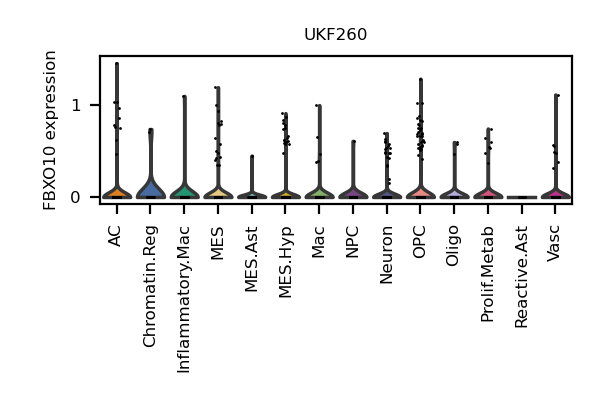 UKF260
FBXO10 expression
1
0
AC
Chromatin.Reg
Inflammatory.Mac
MES
MES.Ast
MES.Hyp
Mac
NPC
Neuron
OPC
Oligo
Prolif.Metab
Reactive.Ast
Vasc